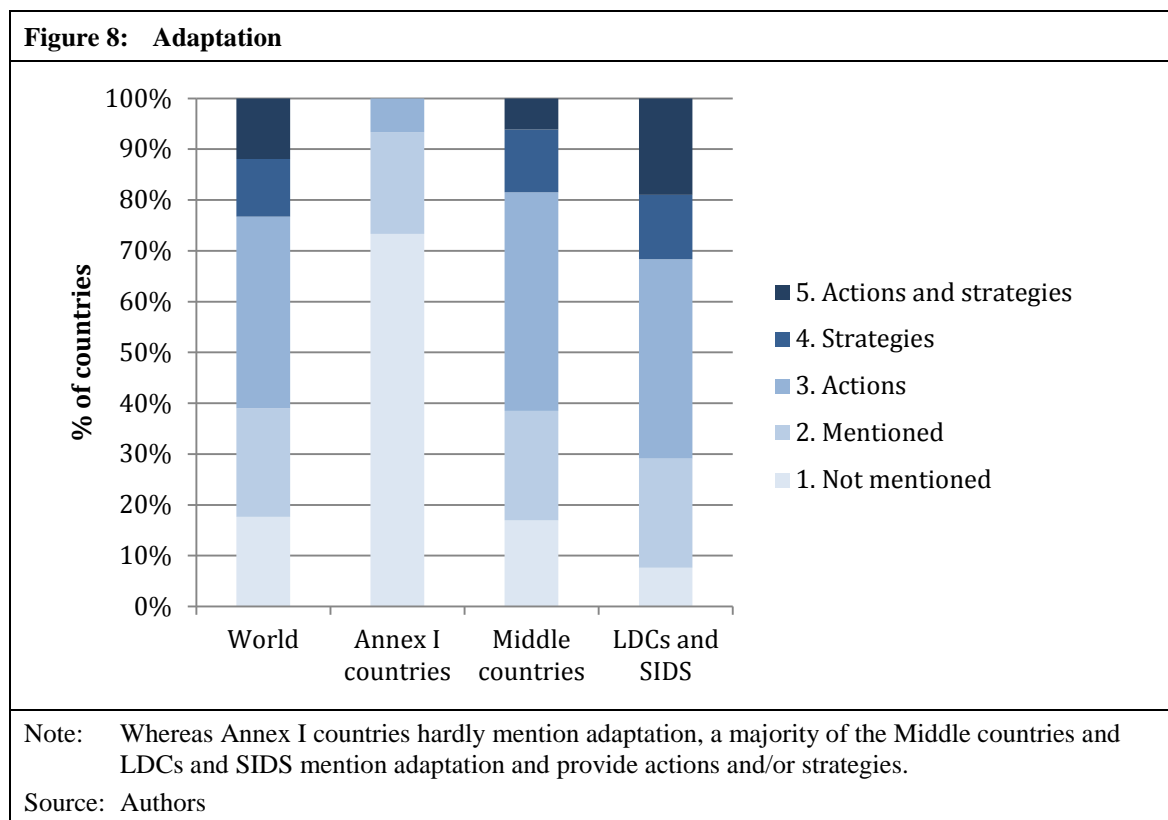 Figure 8: Adaptation
100%
90%
80%
70%
60%
50%
40%
30%
20%
10%
0%
% of countries
World
Annex I
countries
Middle
countries
LDCs and
SIDS
5. Actions and strategies
4. Strategies
3. Actions
2. Mentioned
1. Not mentioned
Note: Whereas Annex I countries hardly mention adaptation, a majority of the Middle countries and
LDCs and SIDS mention adaptation and provide actions and/or strategies.
Source: Authors